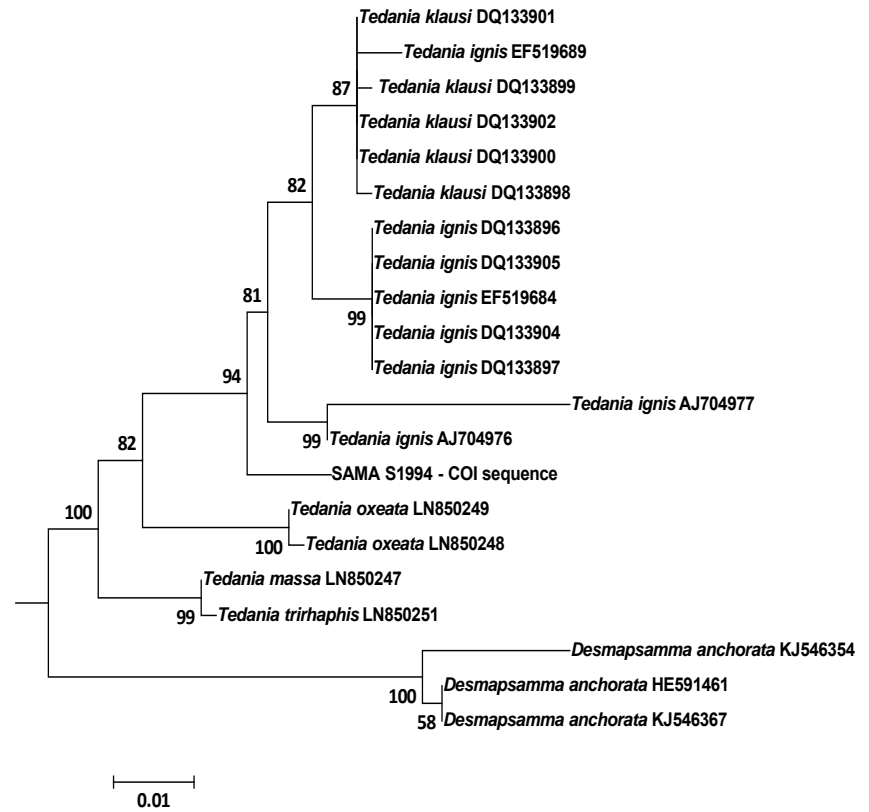 Tedania klausi DQ133901
Tedania ignis EF519689
87
Tedania klausi DQ133899
Tedania klausi DQ133902
Tedania klausi DQ133900
82
Tedania klausi DQ133898
Tedania ignis DQ133896
Tedania ignis DQ133905
81
Tedania ignis EF519684
99
Tedania ignis DQ133904
Tedania ignis DQ133897
94
Tedania ignis AJ704977
82
99
Tedania ignis AJ704976
SAMA S1994 - COI sequence
100
Tedania oxeata LN850249
100
Tedania oxeata LN850248
Tedania massa LN850247
99
Tedania trirhaphis LN850251
Desmapsamma anchorata KJ546354
100
Desmapsamma anchorata HE591461
58
Desmapsamma anchorata KJ546367
0.01